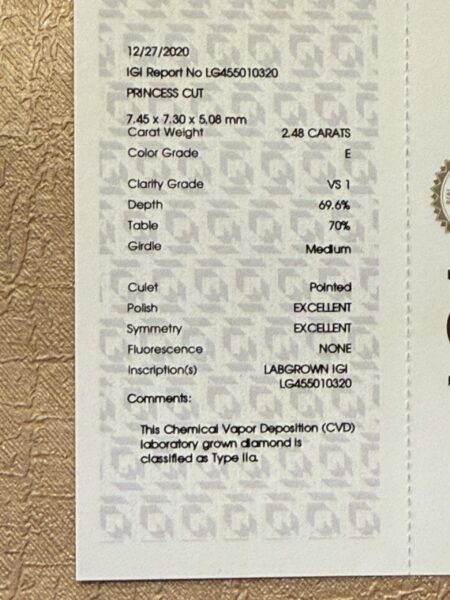 12/27/2020
IGI Report No LG455010320
PRINCESS CUT
7.45 x 7.30 x 5.08 mm
Carat Weight 2.48 CARATS
Color Grade E
Clarity Grade VS 1
Depth 69.6%
Table 70%
Girdle Medium
Culet Pointed
Polish EXCELLENT
Symmetry EXCELLENT
Fluorescence NONE
Inscription(s) LABGROWN IGI
LG455010320
Comments:
This Chemical Vapor Deposition (CVD)
laboratory grown diamond is
classified as Type IIa.